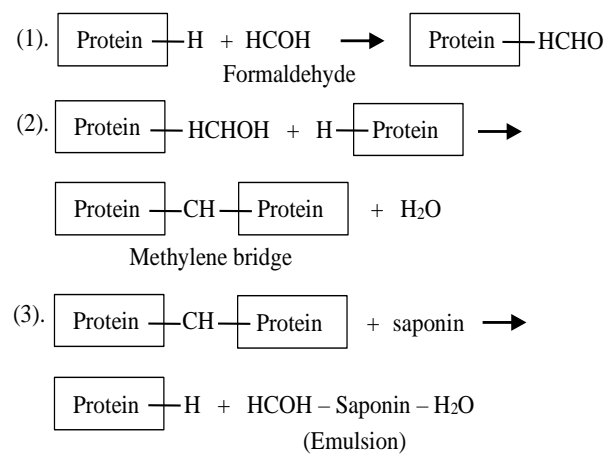 (1). Protein H + HCOH Protein HCHO
Formaldehyde
(2). Protein HCHOH + H Protein
Protein CH Protein + H2O
Methylene bridge
(3). Protein CH Protein + saponin
Protein H + HCOH – Saponin – H2O
(Emulsion)